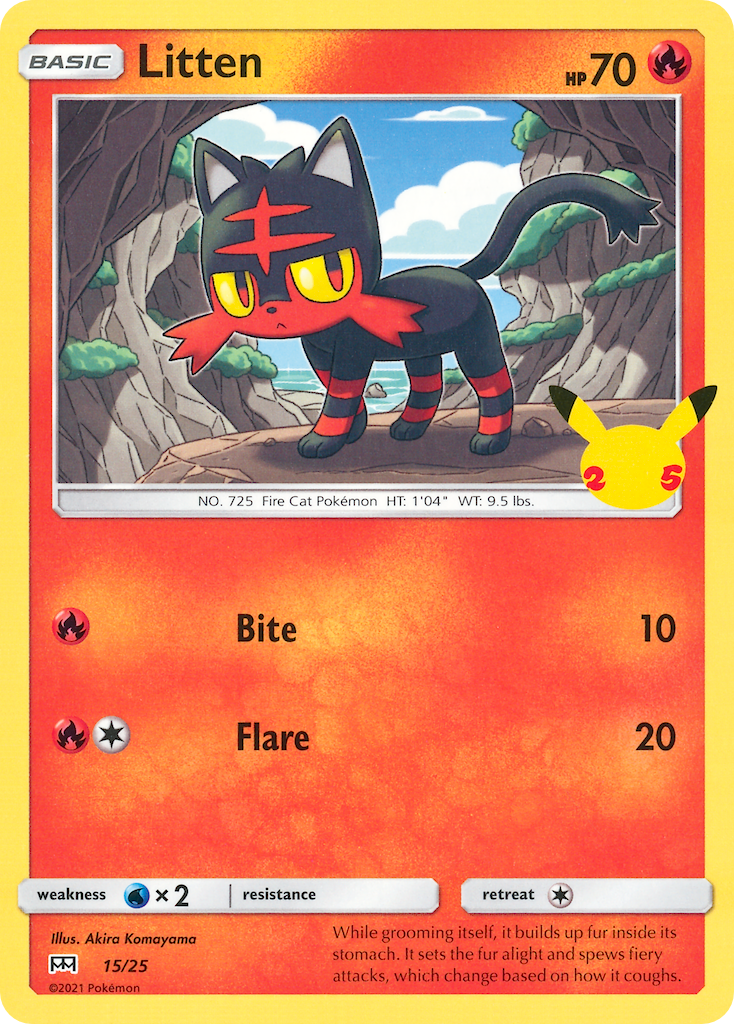 BASIC Litten HP 70
NO. 725 Fire Cat Pokémon HT: 1'04" WT: 9.5 lbs.
25
Bite 10
Flare 20
weakness ×2 resistance retreat
Illus. Akira Komayama
15/25
©2021 Pokémon
While grooming itself, it builds up fur inside its
stomach. It sets the fur alight and spews fiery
attacks, which change based on how it coughs.